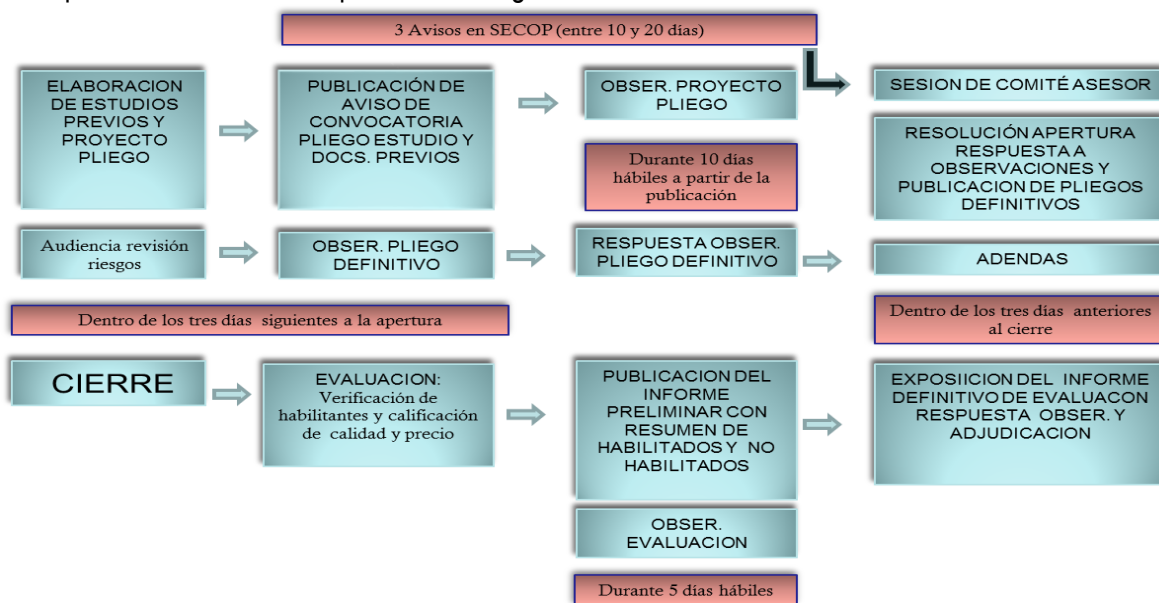 3 Avisos en SECOP (entre 10 y 20 días)
ELABORACION
DE ESTUDIOS
PREVIOS Y
PROYECTO
PLIEGO
PUBLICACIÓN DE
AVISO DE
CONVOCATORIA
PLIEGO ESTUDIO Y
DOCS. PREVIOS
OBSER. PROYECTO
PLIEGO
Durante 10 días
hábiles a partir de la
publicación
SESION DE COMITÉ ASESOR
RESOLUCIÓN APERTURA
RESPUESTA A
OBSERVACIONES Y
PUBLICACION DE PLIEGOS
DEFINITIVOS
Audiencia revisión
riesgos
OBSER. PLIEGO
DEFINITIVO
RESPUESTA OBSER.
PLIEGO DEFINITIVO
ADENDAS
Dentro de los tres días siguientes a la apertura
Dentro de los tres días anteriores
al cierre
CIERRE
EVALUACION:
Verificación de
habilitantes y calificación
de calidad y precio
PUBLICACION DEL
INFORME
PRELIMINAR CON
RESUMEN DE
HABILITADOS Y NO
HABILITADOS
EXPOSIICION DEL INFORME
DEFINITIVO DE EVALUACON
RESPUESTA OBSER. Y
ADJUDICACION
OBSER.
EVALUACION
Durante 5 días hábiles